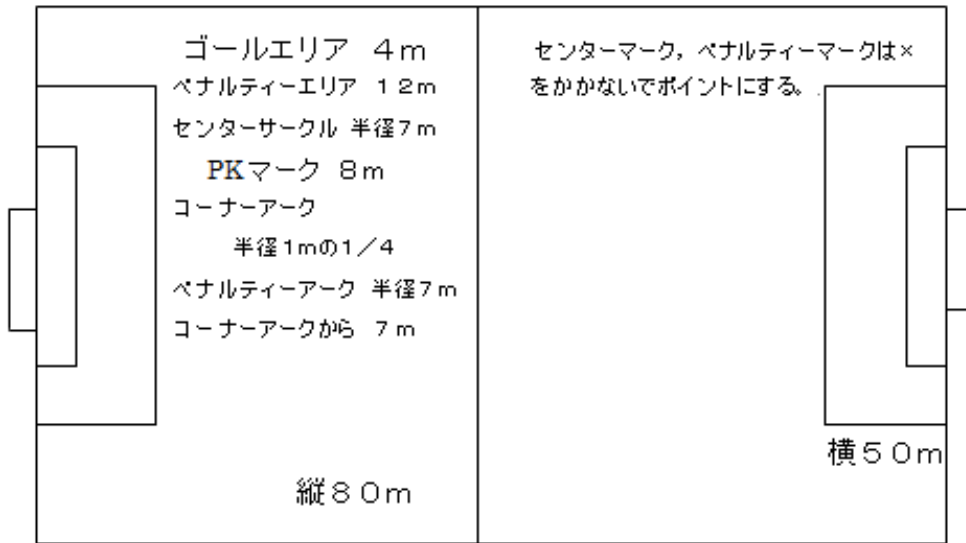 ゴールエリア 4m
ペナルティーエリア 12m
センターサークル 半径7m
PKマーク 8m
コーナーアーク
半径1mの1／4
ペナルティーアーク 半径7m
コーナーアークから 7m
縦80m
センターマーク，ペナルティーマークは×
をかかないでポイントにする。
横50m